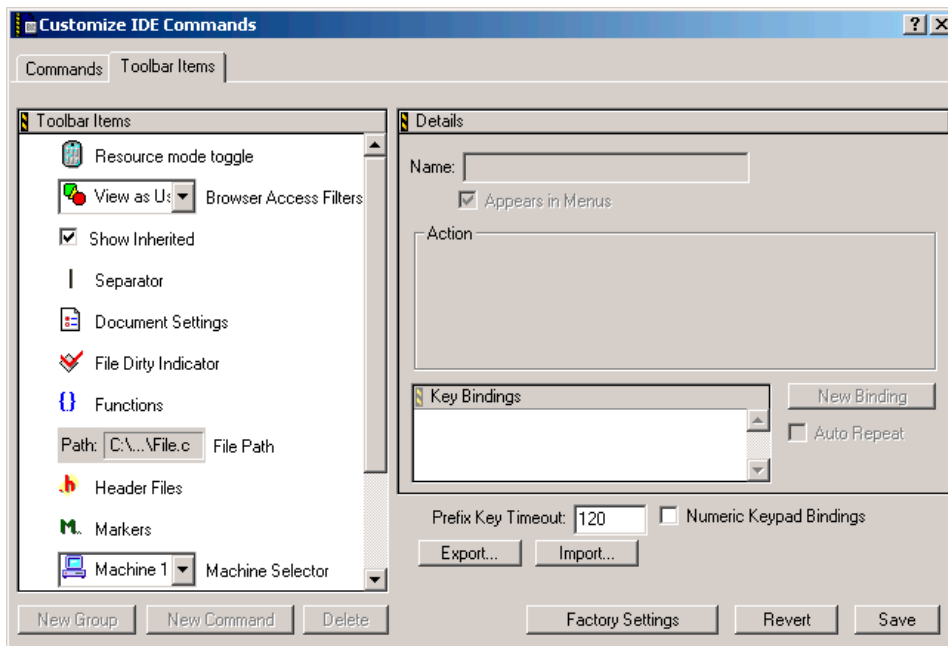 Customize IDE Commands
Commands
Toolbar Items
Toolbar Items
Resource mode toggle
View as Us
Browser Access Filters
Show Inherited
Separator
Document Settings
File Dirty Indicator
{} Functions
Path: C:\...\File.c File Path
.h Header Files
M.. Markers
Machine 1 Machine Selector
New Group
New Command
Delete
Details
Name:
Appears in Menus
Action
Key Bindings
New Binding
Auto Repeat
Prefix Key Timeout: 120
Numeric Keypad Bindings
Export...
Import...
Factory Settings
Revert
Save